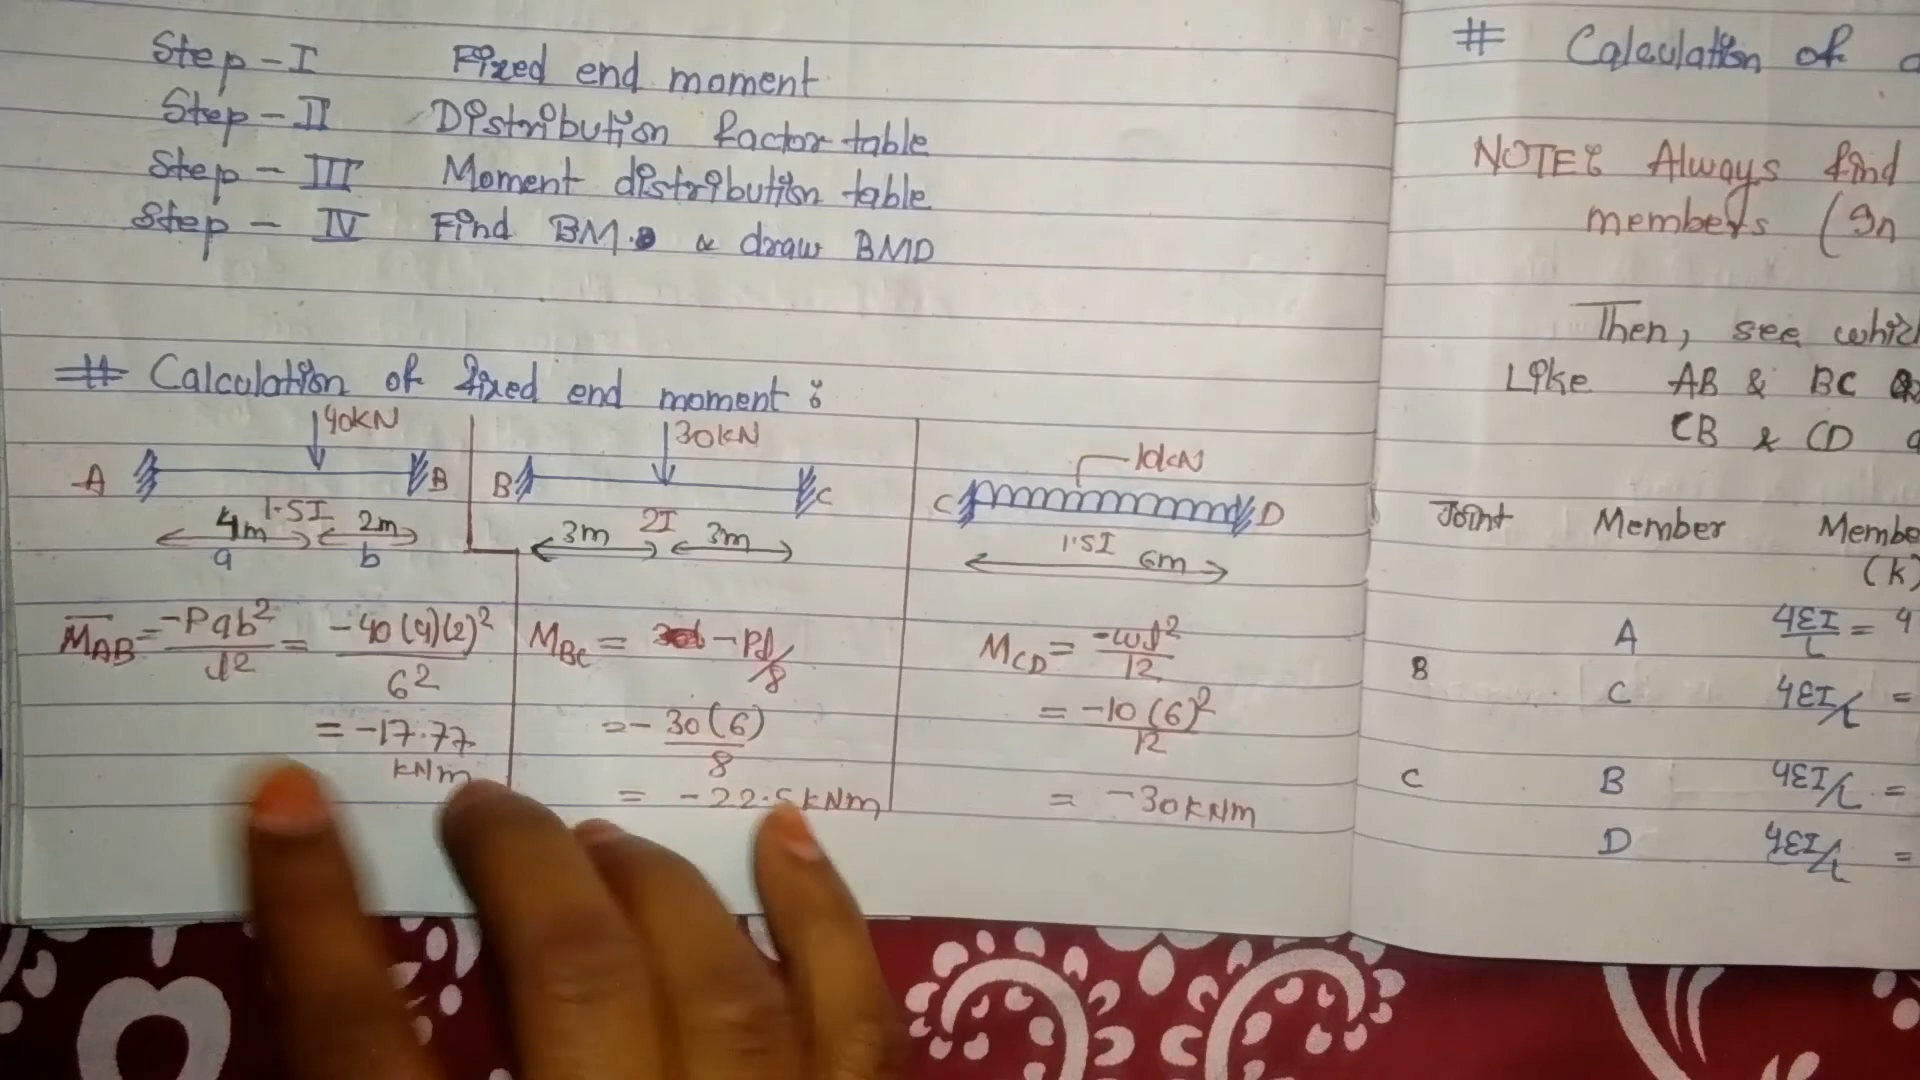 Step - I Fixed end moment
Step - II Distribution factor table
Step - III Moment distribution table
Step - IV Find BM & draw BMD
# Calculation of fixed end moment :
40kN
A B
1.5I
4m 2m
a b
M̅AB = -Pab²/l² = -40(4)(2)²/6²
= -17.77
kNm
30kN
B C
3m 2I 3m
MBC = -Pl/8
= - 30(6)/8
= -22.5kNm
10kN
C D
1.5I
6m
MCD = -wl²/12
= -10(6)²/12
= -30kNm
# Calculation of
NOTE: Always find
members (In
Then, see
Like AB & BC
CB & CD
Joint Member
(K)
B A 4EI/L =
C 4EI/L =
C B 4EI/L =
D 4EI/L =